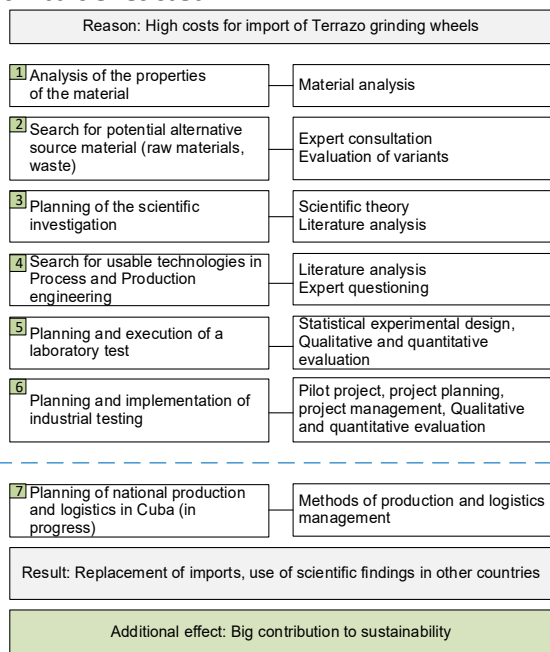 Reason: High costs for import of Terrazo grinding wheels
1 Analysis of the properties
of the material
Material analysis
2 Search for potential alternative
source material (raw materials,
waste)
Expert consultation
Evaluation of variants
3 Planning of the scientific
investigation
Scientific theory
Literature analysis
4 Search for usable technologies in
Process and Production
engineering
Literature analysis
Expert questioning
5 Planning and execution of a
laboratory test
Statistical experimental design,
Qualitative and quantitative
evaluation
6 Planning and implementation of
industrial testing
Pilot project, project planning,
project management, Qualitative
and quantitative evaluation
7 Planning of national production
and logistics in Cuba (in
progress)
Methods of production and logistics
management
Result: Replacement of imports, use of scientific findings in other countries
Additional effect: Big contribution to sustainability